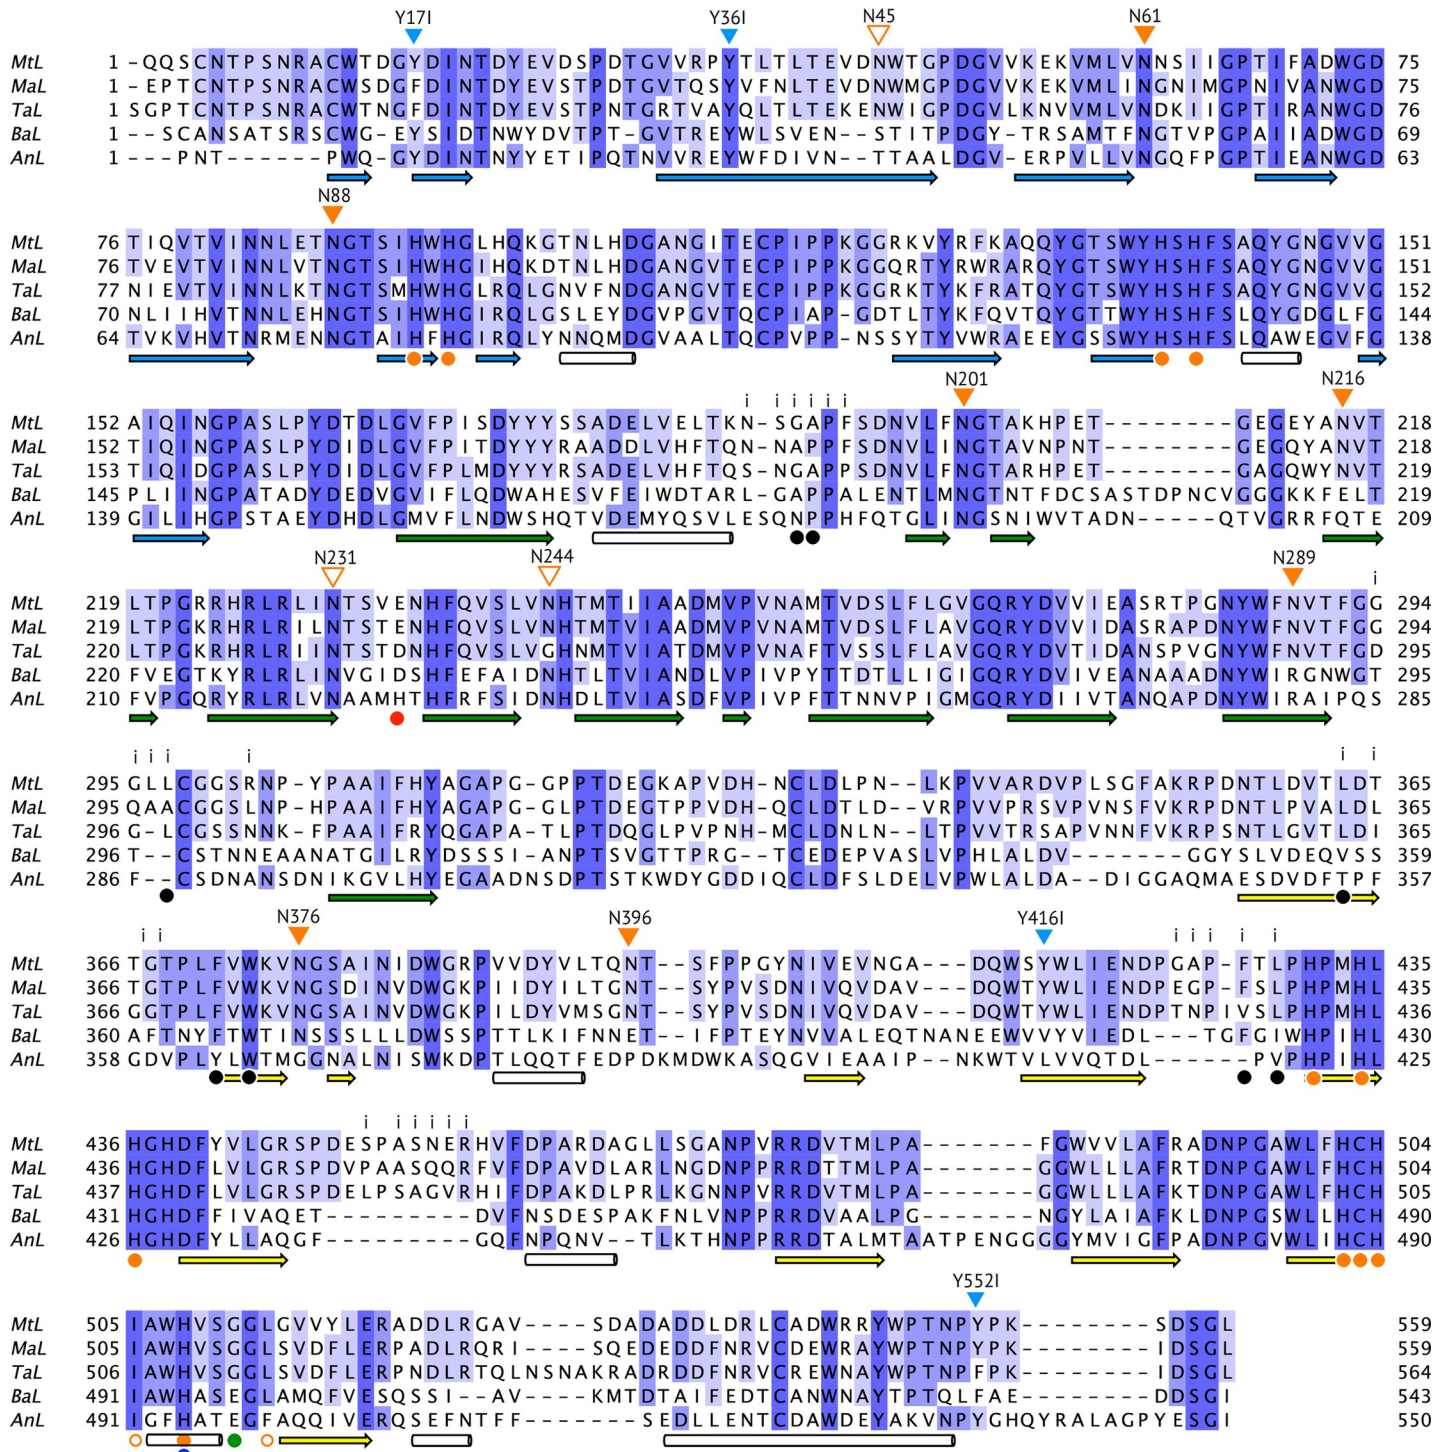 Y17I Y36I N45 N61
MtL 1 -QQSCNTPSNRACWTDGYDINTDYEVDSPDTGVVRPYTLTLTEVDNWTGPDGVVKEKVMLVNNSIIGPTIFADWGD 75
MaL 1 -EPTCNTPSNRACWSDGFDINTDYEVSTPDTGVTQSYVFNLTEVDNWMGPDGVVKEKVMLINGNIMGPNIVANWGD 75
TaL 1 SGPTCNTPSNRACWTNGFDINTDYEVSTPNTGRTVAYQLTLTEKENWIGPDGVLKNVVMLVNDKIIGPTIRANWGD 76
BaL 1 --SCANSATSRSCWG-EYSIDTNWYDVTPT-GVTREYWLSVEN--STITPDGY-TRSAMTFNGTVPGPAIIADWGD 69
AnL 1 ---PNT------PWQ-GYDINTNYYETIPQTNVVREYWFDIVN--TTAALDGV-ERPVLLVNGQFPGPTIEANWGD 63
N88
MtL 76 TIQVTVINNLETNGTSIHWHGLHQKGTNLHDGANGITECPIPPKGGRKVYRFKAQQYGTSWYHSHFSAQYGNGVVG 151
MaL 76 TVEVTVINNLVTNGTSIHWHGIHQKDTNLHDGANGVTECPIPPKGGQRTYRWRARQYGTSWYHSHFSAQYGNGVVG 151
TaL 77 NIEVTVINNLKTNGTSMHWHGLRQLGNVFNDGANGVTECPIPPKGGRKTYKFRATQYGTSWYHSHFSAQYGNGVVG 152
BaL 70 NLIIHVTNNLEHNGTSIHWHGIRQLGSLEYDGVPGVTQCPIAP-GDTLTYKFQVTQYGTTWYHSHFSLQYGDGLFG 144
AnL 64 TVKVHVTNRMENNGTAIHFHGIRQLYNNQMDGVAALTQCPVPP-NSSYTYVWRAEEYGSSWYHSHFSLQAWEGVFG 138
i i i i i i N201 N216
MtL 152 AIQINGPASLPYDTDLGVFPISDYYYSSADELVELTKN-SGAPFSDNVLFNGTAKHPET--------GEGEYANVT 218
MaL 152 TIQINGPASLPYDIDLGVFPITDYYYRAADDLVHFTQN-NAPPFSDNVLINGTAVNPNT--------GEGQYANVT 218
TaL 153 TIQIDGPASLPYDIDLGVFPLMDYYYRSADELVHFTQS-NGAPPSDNVLFNGTARHPET--------GAGQWYNVT 219
BaL 145 PLIINGPATADYDEDVGVIFLQDWAHESVFEIWDTARL-GAPPALENTLMNGTNTFDCSASTDPNCVGGGKKFELT 219
AnL 139 GILIHGPSTAEYDHDLGMVFLNDWSHQTVDEMYQSVLESQNPPHFQTGLINGSNIWVTADN-----QTVGRRFQTE 209
N231 N244 N289 i
MtL 219 LTPGRRHRLRLINTSVENHFQVSLVNHTMTIIAADMVPVNAMTVDSLFLGVGQRYDVVIEASRTPGNYWFNVTFGG 294
MaL 219 LTPGKRHRLRILNTSTENHFQVSLVNHTMTVIAADMVPVNAMTVDSLFLAVGQRYDVVIDASRAPDNYWFNVTFGG 294
TaL 220 LTPGKRHRLRIINTSTDNHFQVSLVGHNMTVIATDMVPVNAFTVSSLFLAVGQRYDVTIDANSPVGNYWFNVTFGD 295
BaL 220 FVEGTKYRLRLINVGIDSHFEFAIDNHTLTVIANDLVPIVPYTTDTLLIGIGQRYDVIVEANAAADNYWIRGNWGT 295
AnL 210 FVPGQRYRLRLVNAAMHTHFRFSIDNHDLTVIASDFVPIVPFTTNNVPIGMGQRYDIIVTANQAPDNYWIRAIPQS 285
i i i i i i
MtL 295 GLLCGGSRNP-YPAAIFHYAGAPG-GPPTDEGKAPVDH-NCLDLPN--LKPVVARDVPLSGFAKRPDNTLDVTLDT 365
MaL 295 QAACGGSLNP-HPAAIFHYAGAPG-GLPTDEGTPPVDH-QCLDTLD--VRPVVPRSVPVNSFVKRPDNTLPVALDL 365
TaL 296 G-LCGSSNNK-FPAAIFRYQGAPA-TLPTDQGLPVPNH-MCLDNLN--LTPVVTRSAPVNNFVKRPSNTLGVTLDI 365
BaL 296 T--CSTNNEAANATGILRYDSSSI-ANPTSVGTTPRG--TCEDEPVASLVPHLALDV-------GGYSLVDEQVSS 359
AnL 286 F--CSDNANSDNIKGVLHYEGAADNSDPTSTKWDYGDDIQCLDFSLDELVPWLALDA--DIGGAQMAESDVDFTPF 357
i i N376 N396 Y416I i i i i i
MtL 366 TGTPLFVWKVNGSAINIDWGRPVVDYVLTQNT--SFPPGYNIVEVNGA---DQWSYWLIENDPGAP-FTLPHPMHL 435
MaL 366 TGTPLFVWKVNGSDINVDWGKPIIDYILTGNT--SYPVSDNIVQVDAV---DQWTYWLIENDPEGP-FSLPHPMHL 435
TaL 366 GGTPLFVWKVNGSAINVDWGKPILDYVMSGNT--SYPVSDNIVQVDAV---DQWTYWLIENDPTNPIVSLPHPMHL 436
BaL 360 AFTNYFTWTINSSSLLLDWSSPTTLKIFNNET--IFPTEYNVVALEQTNANEEWVVYVIEDL---TGFGIWHPIHL 430
AnL 358 GDVPLYLWTMGGNALNISWKDPTLQQTFEDPDKMDWKASQGVIEAAIP--NKWTVLVVQTDL------PVPHPIHL 425
i i i i i i
MtL 436 HGHDFYVLGRSPDESPASNERHVFDPARDAGLLSGANPVRRDVTMLPA-------FGWVVLAFRADNPGAWLFHCH 504
MaL 436 HGHDFLVLGRSPDVPAASQQRFVFDPAVDLARLNGDNPPRRDTTMLPA-------GGWLLLAFRTDNPGAWLFHCH 504
TaL 437 HGHDFLVLGRSPDELPSAGVRHIFDPAKDLPRLKGNNPVRRDVTMLPA-------GGWLLLAFKTDNPGAWLFHCH 505
BaL 431 HGHDFFIVAQET---------DVFNSDESPAKFNLVNPPRRDVAALPG-------NGYLAIAFKLDNPGSWLLHCH 490
AnL 426 HGHDFYLLAQGF---------GQFNPQNV--TLKTHNPPRRDTALMTAATPENGGGGYMVIGFPADNPGVWLIHCH 490
Y552I
MtL 505 IAWHVSGGLGVVYLERADDLRGAV----SDADADDLDRLCADWRRYWPTNPYPK--------SDSGL 559
MaL 505 IAWHVSGGLSVDFLERPADLRQRI----SQEDEDDFNRVCDEWRAYWPTNPYPK--------IDSGL 559
TaL 506 IAWHVSGGLSVDFLERPNDLRTQLNSNAKRADRDDFNRVCREWNAYWPTNPFPK--------IDSGL 564
BaL 491 IAWHASEGLAMQFVESQSSI--AV----KMTDTAIFEDTCANWNAYTPTQLFAE--------DDSGI 543
AnL 491 IGFHATEGFAQQIVERQSEFNTFF-------SEDLLENTCDAWDEYAKVNPYGHQYRALAGPYESGI 550